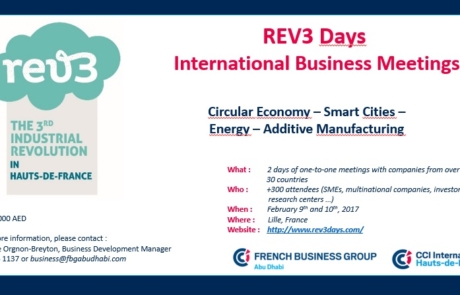 REV3 Days
International Business Meetings
rev3
THE 3RD
INDUSTRIAL
REVOLUTION
IN
HAUTS-DE-FRANCE
Circular Economy – Smart Cities –
Energy – Additive Manufacturing
What : 2 days of one-to-one meetings with companies from over
30 countries
Who : +300 attendees (SMEs, multinational companies, investor
research centers ...)
When : February 9th and 10th, 2017
Where : Lille, France
Website : http://www.rev3days.com/
000 AED
ore information, please contact :
Orgnon-Breyton, Business Development Manager
1137 or business@fbgabudhabi.com
FRENCH BUSINESS GROUP
Abu Dhabi
CCI Interna
Hauts-de-F